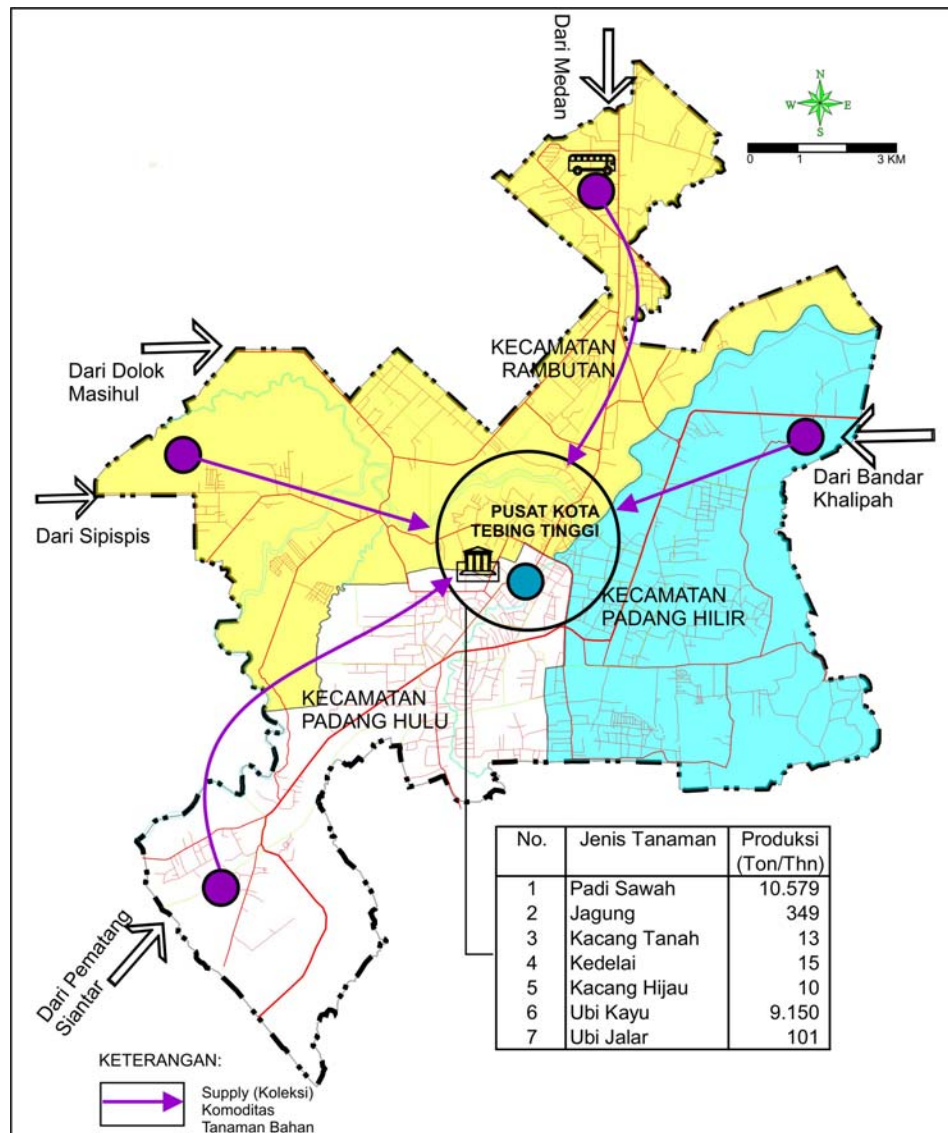 Dari Medan
N
W E
S
0 1 3 KM
KECAMATAN
RAMBUTAN
Dari Dolok
Masihul
Dari Bandar
Khalipah
Dari Sipispis
PUSAT KOTA
TEBING TINGGI
KECAMATAN
PADANG HILIR
KECAMATAN
PADANG HULU
Dari Pematang
Siantar
No. Jenis Tanaman Produksi
(Ton/Thn)
1 Padi Sawah 10.579
2 Jagung 349
3 Kacang Tanah 13
4 Kedelai 15
5 Kacang Hijau 10
6 Ubi Kayu 9.150
7 Ubi Jalar 101
KETERANGAN:
Supply (Koleksi)
Komoditas
Tanaman Bahan